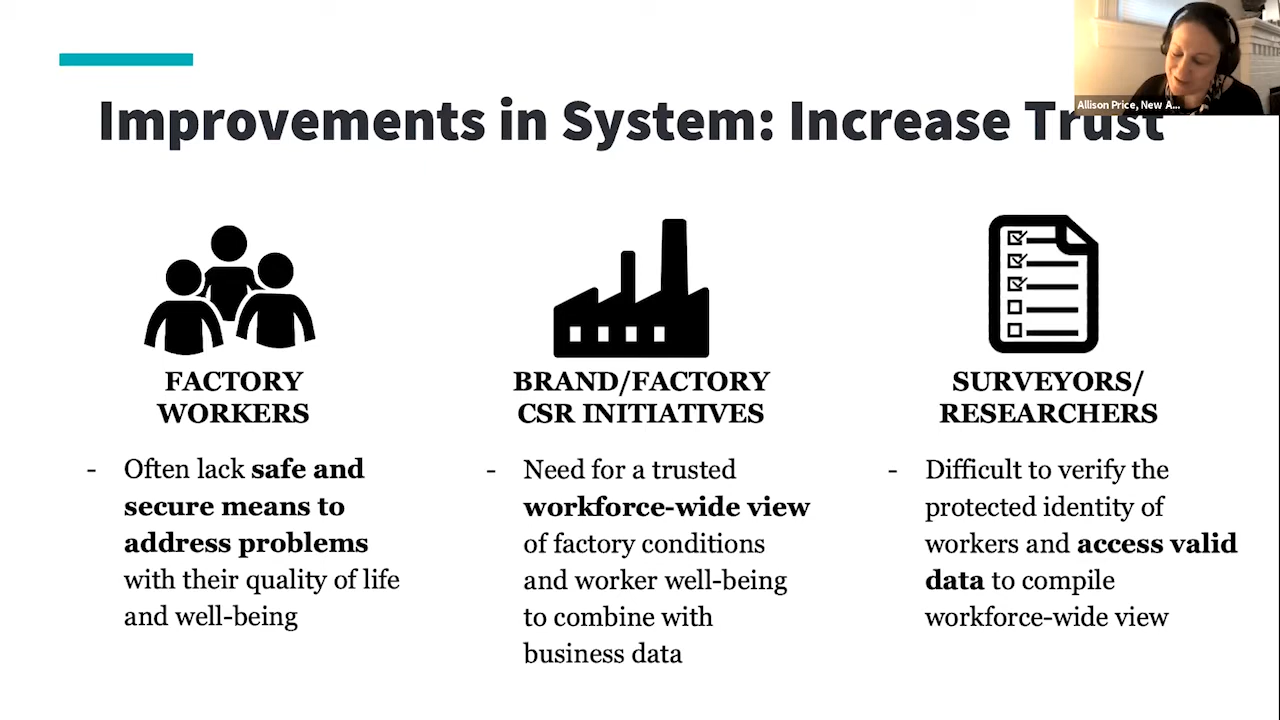 Improvements in System: Increase Trust
Allison Price, New A...
FACTORY
WORKERS
- Often lack safe and
secure means to
address problems
with their quality of life
and well-being
BRAND/FACTORY
CSR INITIATIVES
- Need for a trusted
workforce-wide view
of factory conditions
and worker well-being
to combine with
business data
SURVEYORS/
RESEARCHERS
- Difficult to verify the
protected identity of
workers and access valid
data to compile
workforce-wide view